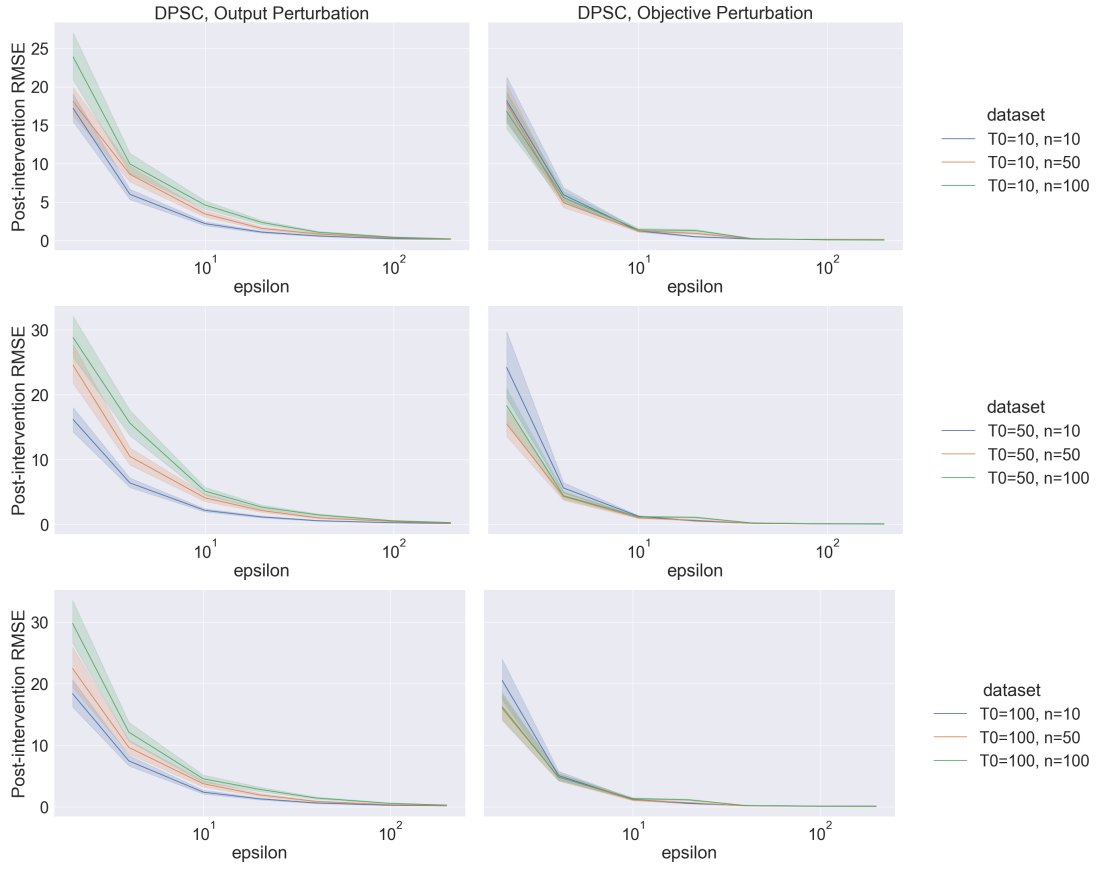 DPSC, Output Perturbation
DPSC, Objective Perturbation
Post-intervention RMSE
25
20
15
10
5
0
10^1
10^2
epsilon
10^1
10^2
epsilon
dataset
T0=10, n=10
T0=10, n=50
T0=10, n=100
Post-intervention RMSE
30
20
10
0
10^1
10^2
epsilon
10^1
10^2
epsilon
dataset
T0=50, n=10
T0=50, n=50
T0=50, n=100
Post-intervention RMSE
30
20
10
0
10^1
10^2
epsilon
10^1
10^2
epsilon
dataset
T0=100, n=10
T0=100, n=50
T0=100, n=100